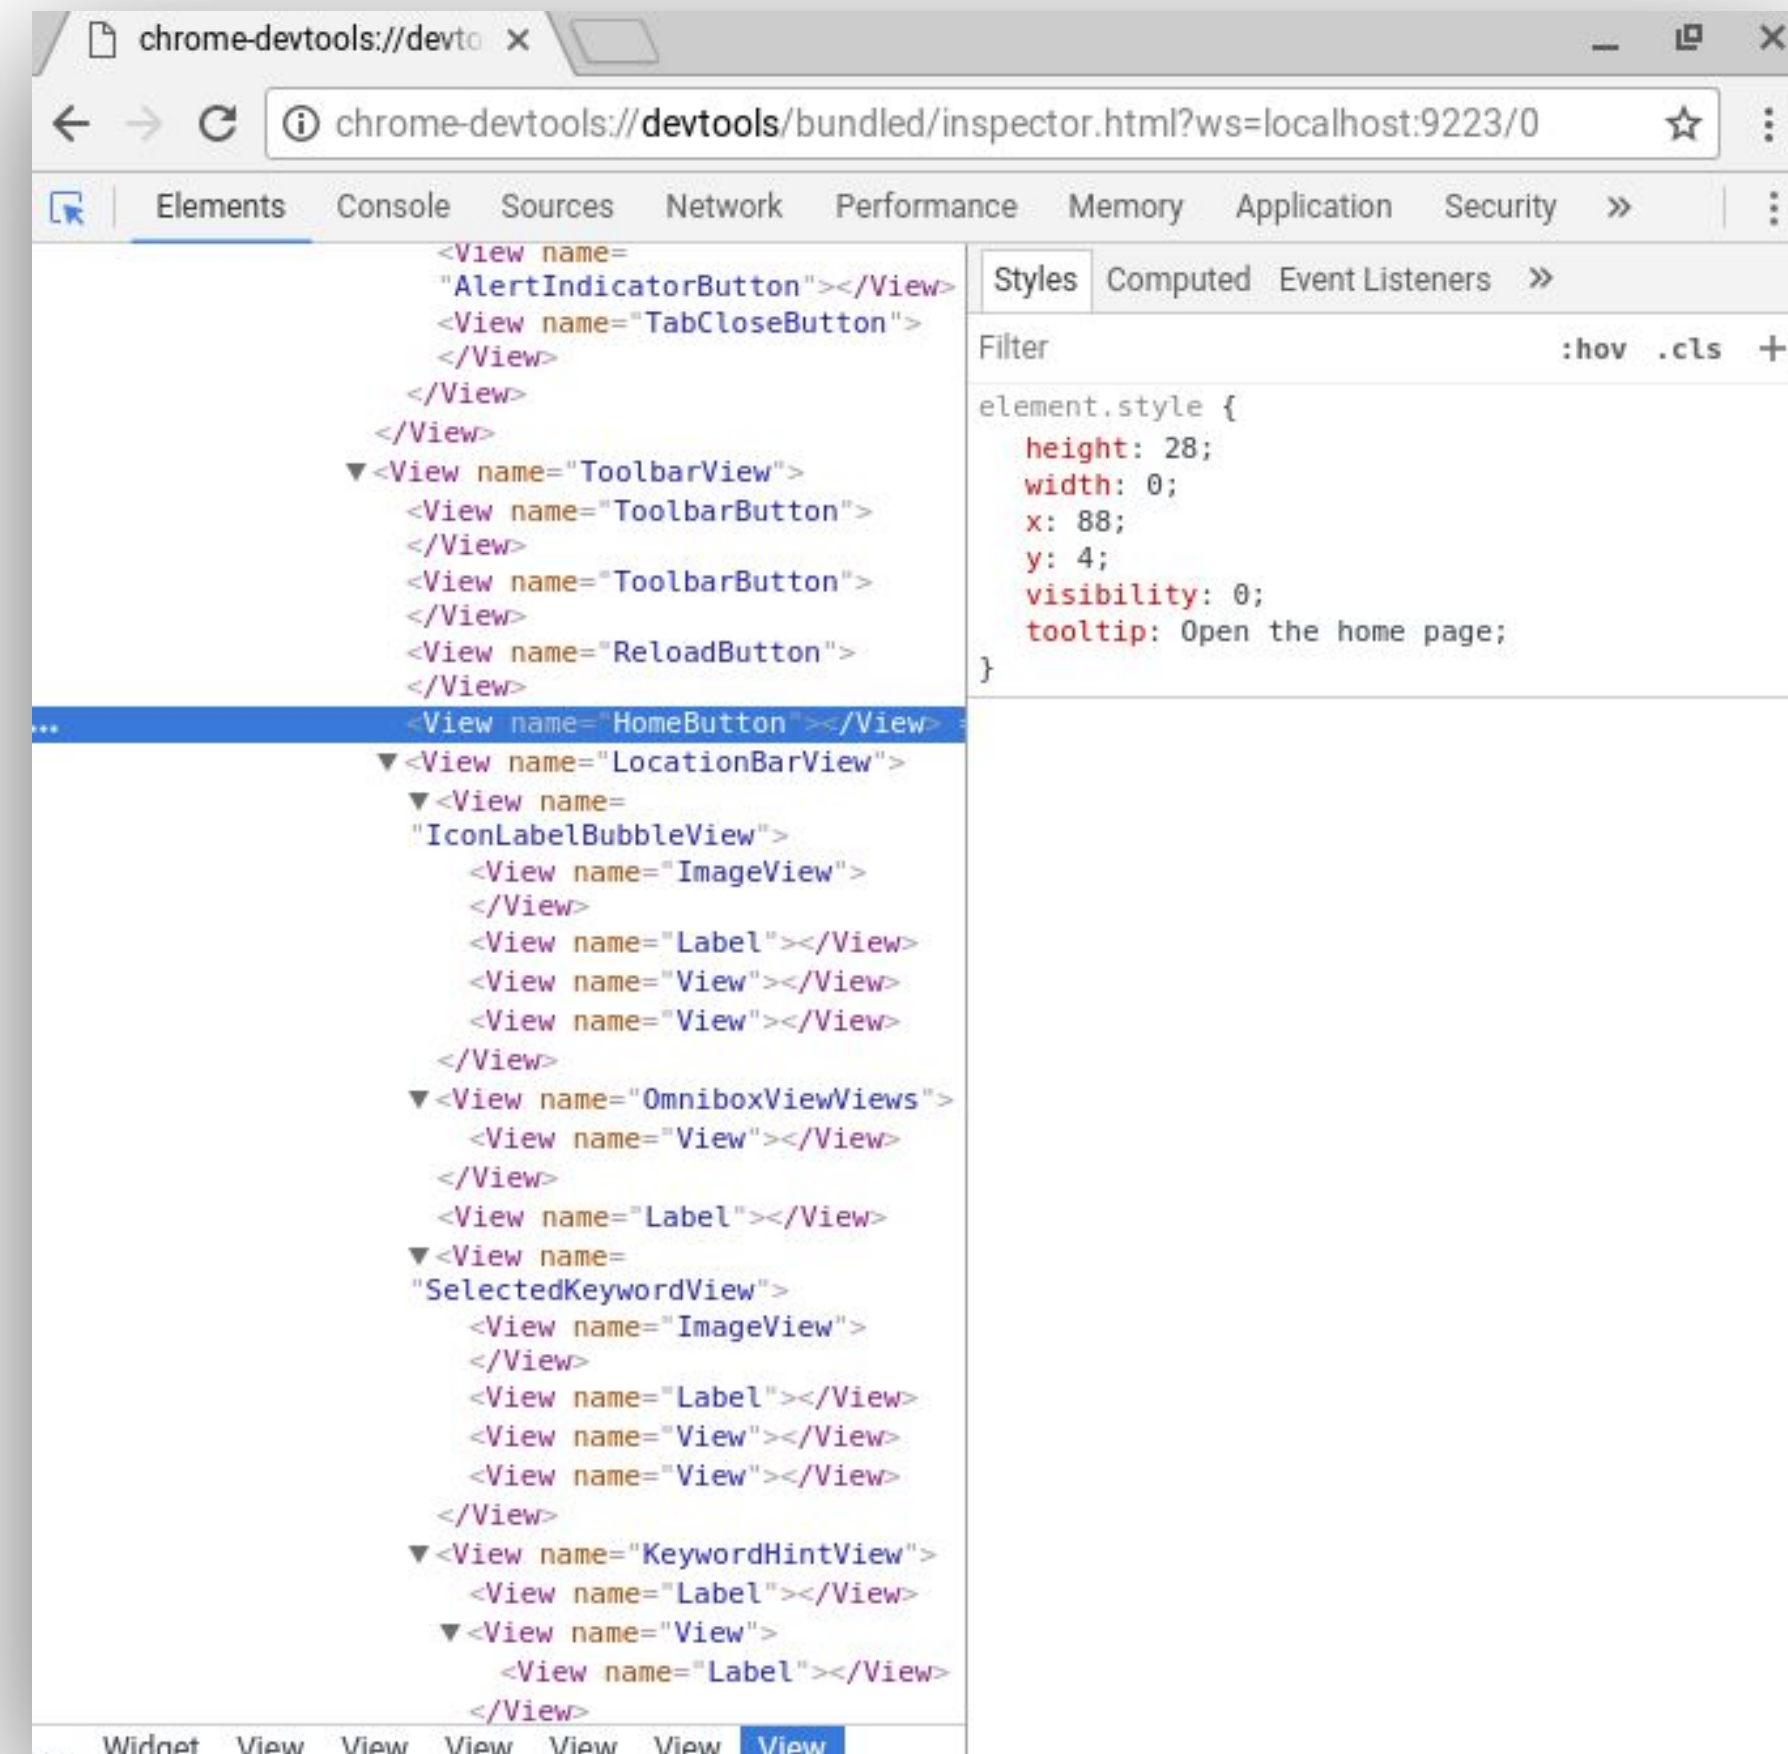 chrome-devtools://devto
chrome-devtools://devtools/bundled/inspector.html?ws=localhost:9223/0
Elements Console Sources Network Performance Memory Application Security »
<View name=
"AlertIndicatorButton"></View>
<View name="TabCloseButton">
</View>
</View>
</View>
▼<View name="ToolbarView">
<View name="ToolbarButton">
</View>
<View name="ToolbarButton">
</View>
<View name="ReloadButton">
</View>
... <View name="HomeButton"></View> =
▼<View name="LocationBarView">
▼<View name=
"IconLabelBubbleView">
<View name="ImageView">
</View>
<View name="Label"></View>
<View name="View"></View>
<View name="View"></View>
</View>
▼<View name="OmniboxViewViews">
<View name="View"></View>
</View>
<View name="Label"></View>
▼<View name=
"SelectedKeywordView">
<View name="ImageView">
</View>
<View name="Label"></View>
<View name="View"></View>
<View name="View"></View>
</View>
▼<View name="KeywordHintView">
<View name="Label"></View>
▼<View name="View">
<View name="Label"></View>
</View>
... Widget View View View View View View
Styles Computed Event Listeners »
Filter :hov .cls +
element.style {
height: 28;
width: 0;
x: 88;
y: 4;
visibility: 0;
tooltip: Open the home page;
}